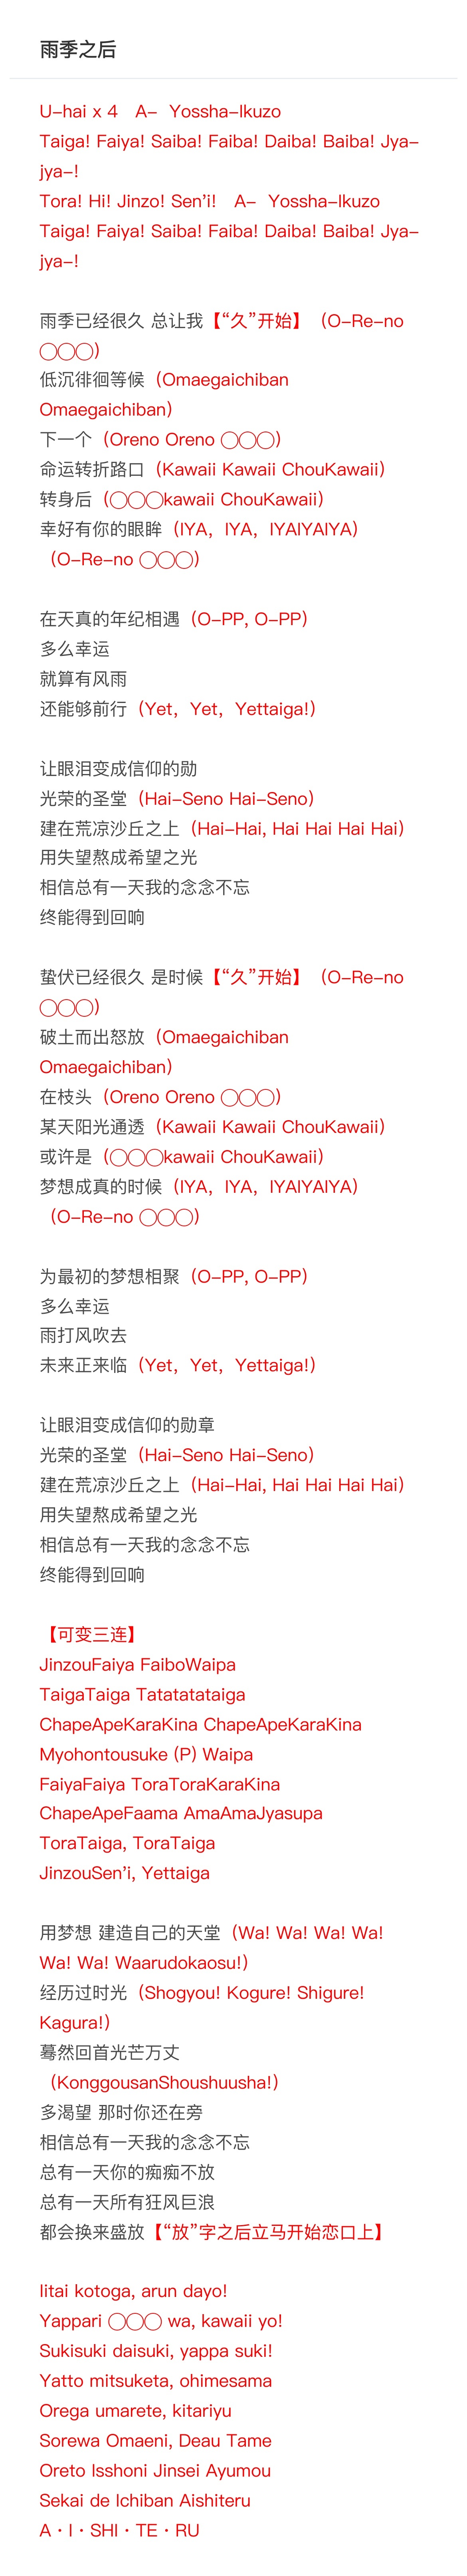 雨季之后
U-hai x 4 A- Yossha-Ikuzo
Taiga! Faiya! Saiba! Faiba! Daiba! Baiba! Jya-
jya-!
Tora! Hi! Jinzo! Sen'i! A- Yossha-Ikuzo
Taiga! Faiya! Saiba! Faiba! Daiba! Baiba! Jya-
jya-!
雨季已经很久 总让我【“久”开始】(O-Re-no
◯◯◯)
低沉徘徊等候 (Omaegaichiban
Omaegaichiban)
下一个 (Oreno Oreno ◯◯◯)
命运转折路口 (Kawaii Kawaii ChouKawaii)
转身后 (◯◯◯kawaii ChouKawaii)
幸好有你的眼眸 (IYA, IYA, IYAIYAIYA)
(O-Re-no ◯◯◯)
在天真的年纪相遇 (O-PP, O-PP)
多么幸运
就算有风雨
还能够前行 (Yet, Yet, Yettaiga!)
让眼泪变成信仰的勋
光荣的圣堂 (Hai-Seno Hai-Seno)
建在荒凉沙丘之上 (Hai-Hai, Hai Hai Hai Hai)
用失望熬成希望之光
相信总有一天我的念念不忘
终能得到回响
蛰伏已经很久 是时候【“久”开始】(O-Re-no
◯◯◯)
破土而出怒放 (Omaegaichiban
Omaegaichiban)
在枝头 (Oreno Oreno ◯◯◯)
某天阳光通透 (Kawaii Kawaii ChouKawaii)
或许是 (◯◯◯kawaii ChouKawaii)
梦想成真的时候 (IYA, IYA, IYAIYAIYA)
(O-Re-no ◯◯◯)
为最初的梦想相聚 (O-PP, O-PP)
多么幸运
雨打风吹去
未来正来临 (Yet, Yet, Yettaiga!)
让眼泪变成信仰的勋章
光荣的圣堂 (Hai-Seno Hai-Seno)
建在荒凉沙丘之上 (Hai-Hai, Hai Hai Hai Hai)
用失望熬成希望之光
相信总有一天我的念念不忘
终能得到回响
【可变三连】
JinzouFaiya FaiboWaipa
TaigaTaiga Tatatatataiga
ChapeApeKaraKina ChapeApeKaraKina
Myohontousuke (P) Waipa
FaiyaFaiya ToraToraKaraKina
ChapeApeFaama AmaAmaJyasupa
ToraTaiga, ToraTaiga
JinzouSen'i, Yettaiga
用梦想 建造自己的天堂 (Wa! Wa! Wa! Wa!
Wa! Wa! Waarudokaosu!)
经历过时光 (Shogyou! Kogure! Shigure!
Kagura!)
蓦然回首光芒万丈
(KonggousanShoushuusha!)
多渴望 那时你还在旁
相信总有一天我的念念不忘
总有一天你的痴痴不放
总有一天所有狂风巨浪
都会换来盛放【“放”字之后立马开始恋口上】
Iitai kotoga, arun dayo!
Yappari ◯◯◯ wa, kawaii yo!
Sukisuki daisuki, yappa suki!
Yatto mitsuketa, ohimesama
Orega umarete, kitariyu
Sorewa Omaeni, Deau Tame
Oreto Isshoni Jinsei Ayumou
Sekai de Ichiban Aishiteru
A・I・SHI・TE・RU